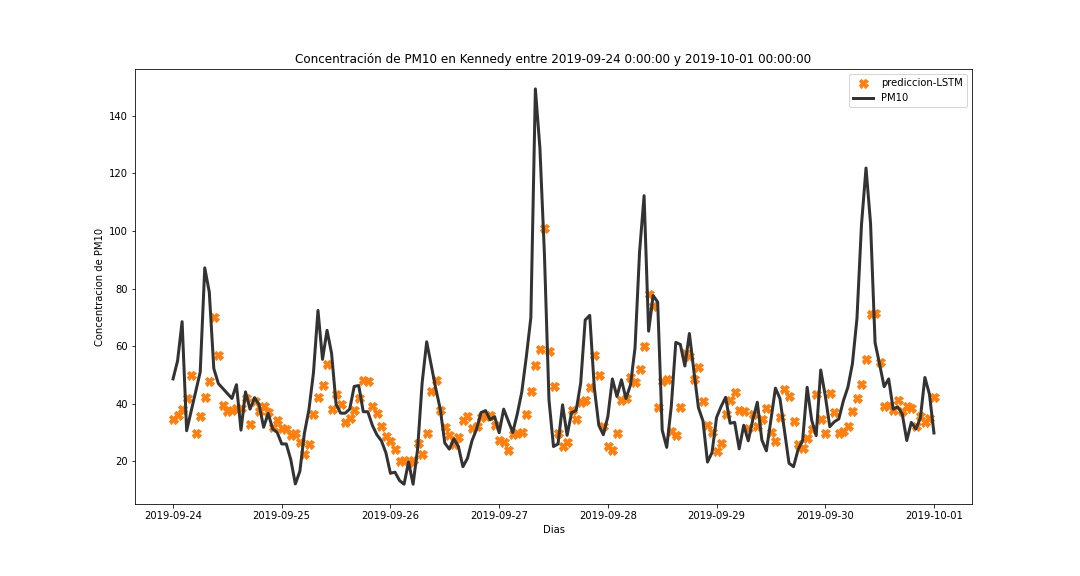 Concentración de PM10 en Kennedy entre 2019-09-24 0:00:00 y 2019-10-01 00:00:00
prediccion-LSTM
PM10
140
120
100
80
60
40
20
Concentracion de PM10
2019-09-24 2019-09-25 2019-09-26 2019-09-27 2019-09-28 2019-09-29 2019-09-30 2019-10-01
Dias